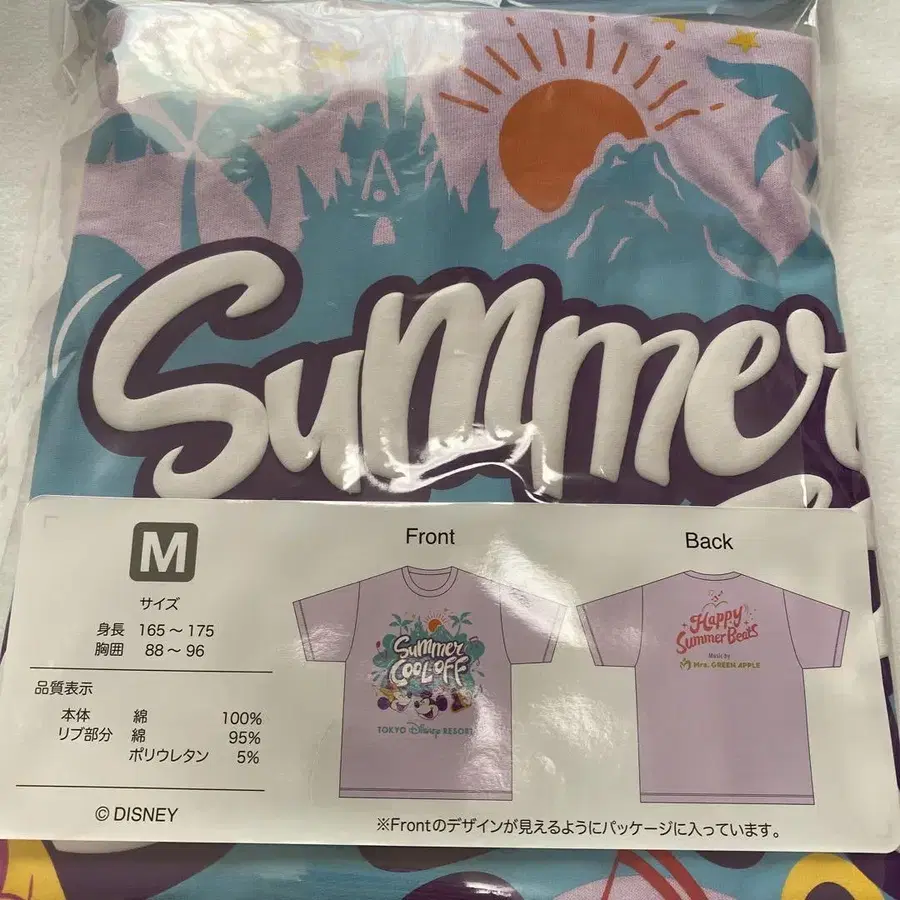 Summer
M
サイズ
身長 165～175
胸囲 88～96
品質表示
本体 綿 100%
リブ部分 綿 95%
ポリウレタン 5%
© DISNEY
Front
Summer
COOL-OFF
TOKYO Disney RESORT
Back
Happy
Summer Beats
Music by
Mrs. GREEN APPLE
※Frontのデザインが見えるようにパッケージに入っています。